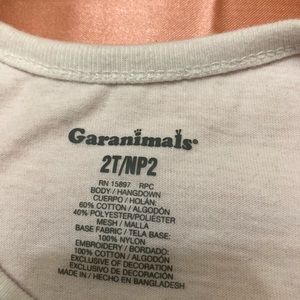 Garanimals®
2T/NP2
RN 15897 RPC
BODY / HANGDOWN
CUERPO / HOLÁN:
60% COTTON / ALGODÓN
40% POLYESTER/POLIÉSTER
MESH / MALLA
BASE FABRIC / TELA BASE:
100% NYLON
EMBROIDERY / BORDADO:
100% COTTON / ALGODÓN
EXCLUSIVE OF DECORATION
EXCLUSIVO DE DECORACIÓN
MADE IN / HECHO EN BANGLADESH